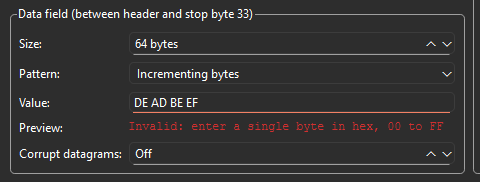 Data field (between header and stop byte 33)
Size: 64 bytes
Pattern: Incrementing bytes
Value: DE AD BE EF
Preview: Invalid: enter a single byte in hex, 00 to FF
Corrupt datagrams: Off